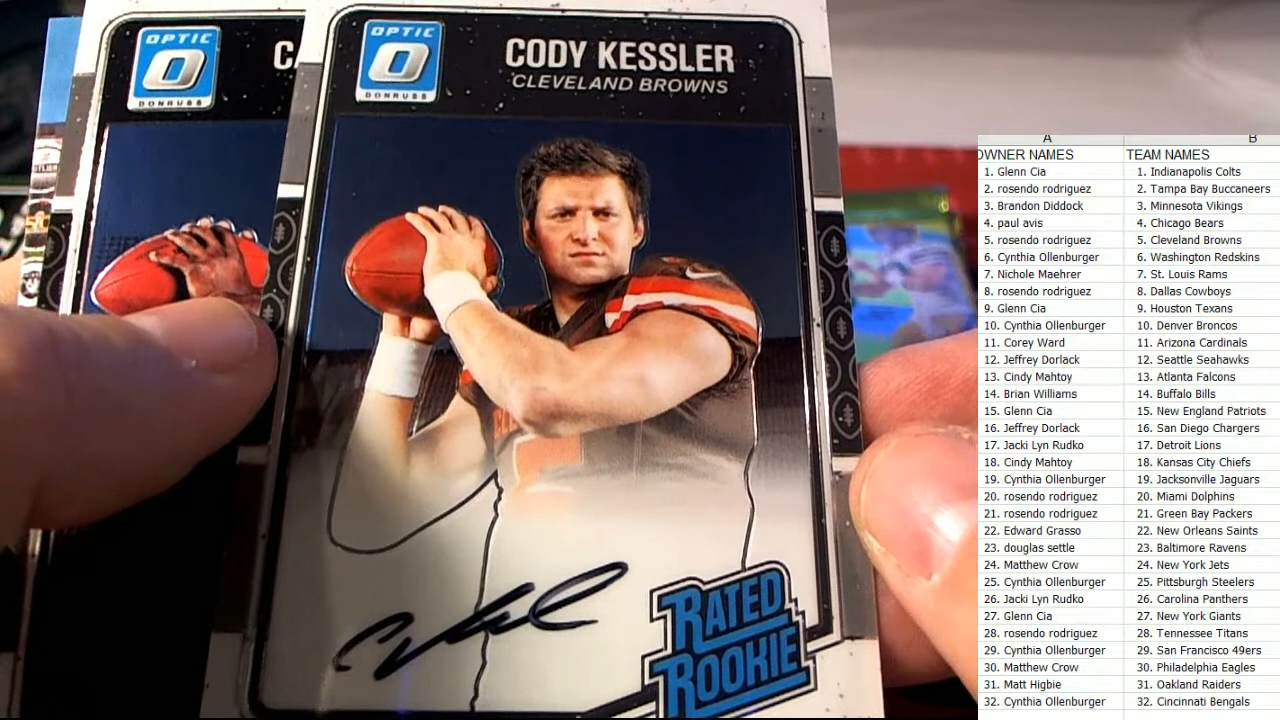 OPTIC
DONRUSS
CA
OPTIC
DONRUSS
CODY KESSLER
CLEVELAND BROWNS
RATED
ROOKIE
A B
OWNER NAMES TEAM NAMES
1. Glenn Cia 1. Indianapolis Colts
2. rosendo rodriguez 2. Tampa Bay Buccaneers
3. Brandon Diddock 3. Minnesota Vikings
4. paul avis 4. Chicago Bears
5. rosendo rodriguez 5. Cleveland Browns
6. Cynthia Ollenburger 6. Washington Redskins
7. Nichole Maehrer 7. St. Louis Rams
8. rosendo rodriguez 8. Dallas Cowboys
9. Glenn Cia 9. Houston Texans
10. Cynthia Ollenburger 10. Denver Broncos
11. Corey Ward 11. Arizona Cardinals
12. Jeffrey Dorlack 12. Seattle Seahawks
13. Cindy Mahtoy 13. Atlanta Falcons
14. Brian Williams 14. Buffalo Bills
15. Glenn Cia 15. New England Patriots
16. Jeffrey Dorlack 16. San Diego Chargers
17. Jacki Lyn Rudko 17. Detroit Lions
18. Cindy Mahtoy 18. Kansas City Chiefs
19. Cynthia Ollenburger 19. Jacksonville Jaguars
20. rosendo rodriguez 20. Miami Dolphins
21. rosendo rodriguez 21. Green Bay Packers
22. Edward Grasso 22. New Orleans Saints
23. douglas settle 23. Baltimore Ravens
24. Matthew Crow 24. New York Jets
25. Cynthia Ollenburger 25. Pittsburgh Steelers
26. Jacki Lyn Rudko 26. Carolina Panthers
27. Glenn Cia 27. New York Giants
28. rosendo rodriguez 28. Tennessee Titans
29. Cynthia Ollenburger 29. San Francisco 49ers
30. Matthew Crow 30. Philadelphia Eagles
31. Matt Higbie 31. Oakland Raiders
32. Cynthia Ollenburger 32. Cincinnati Bengals